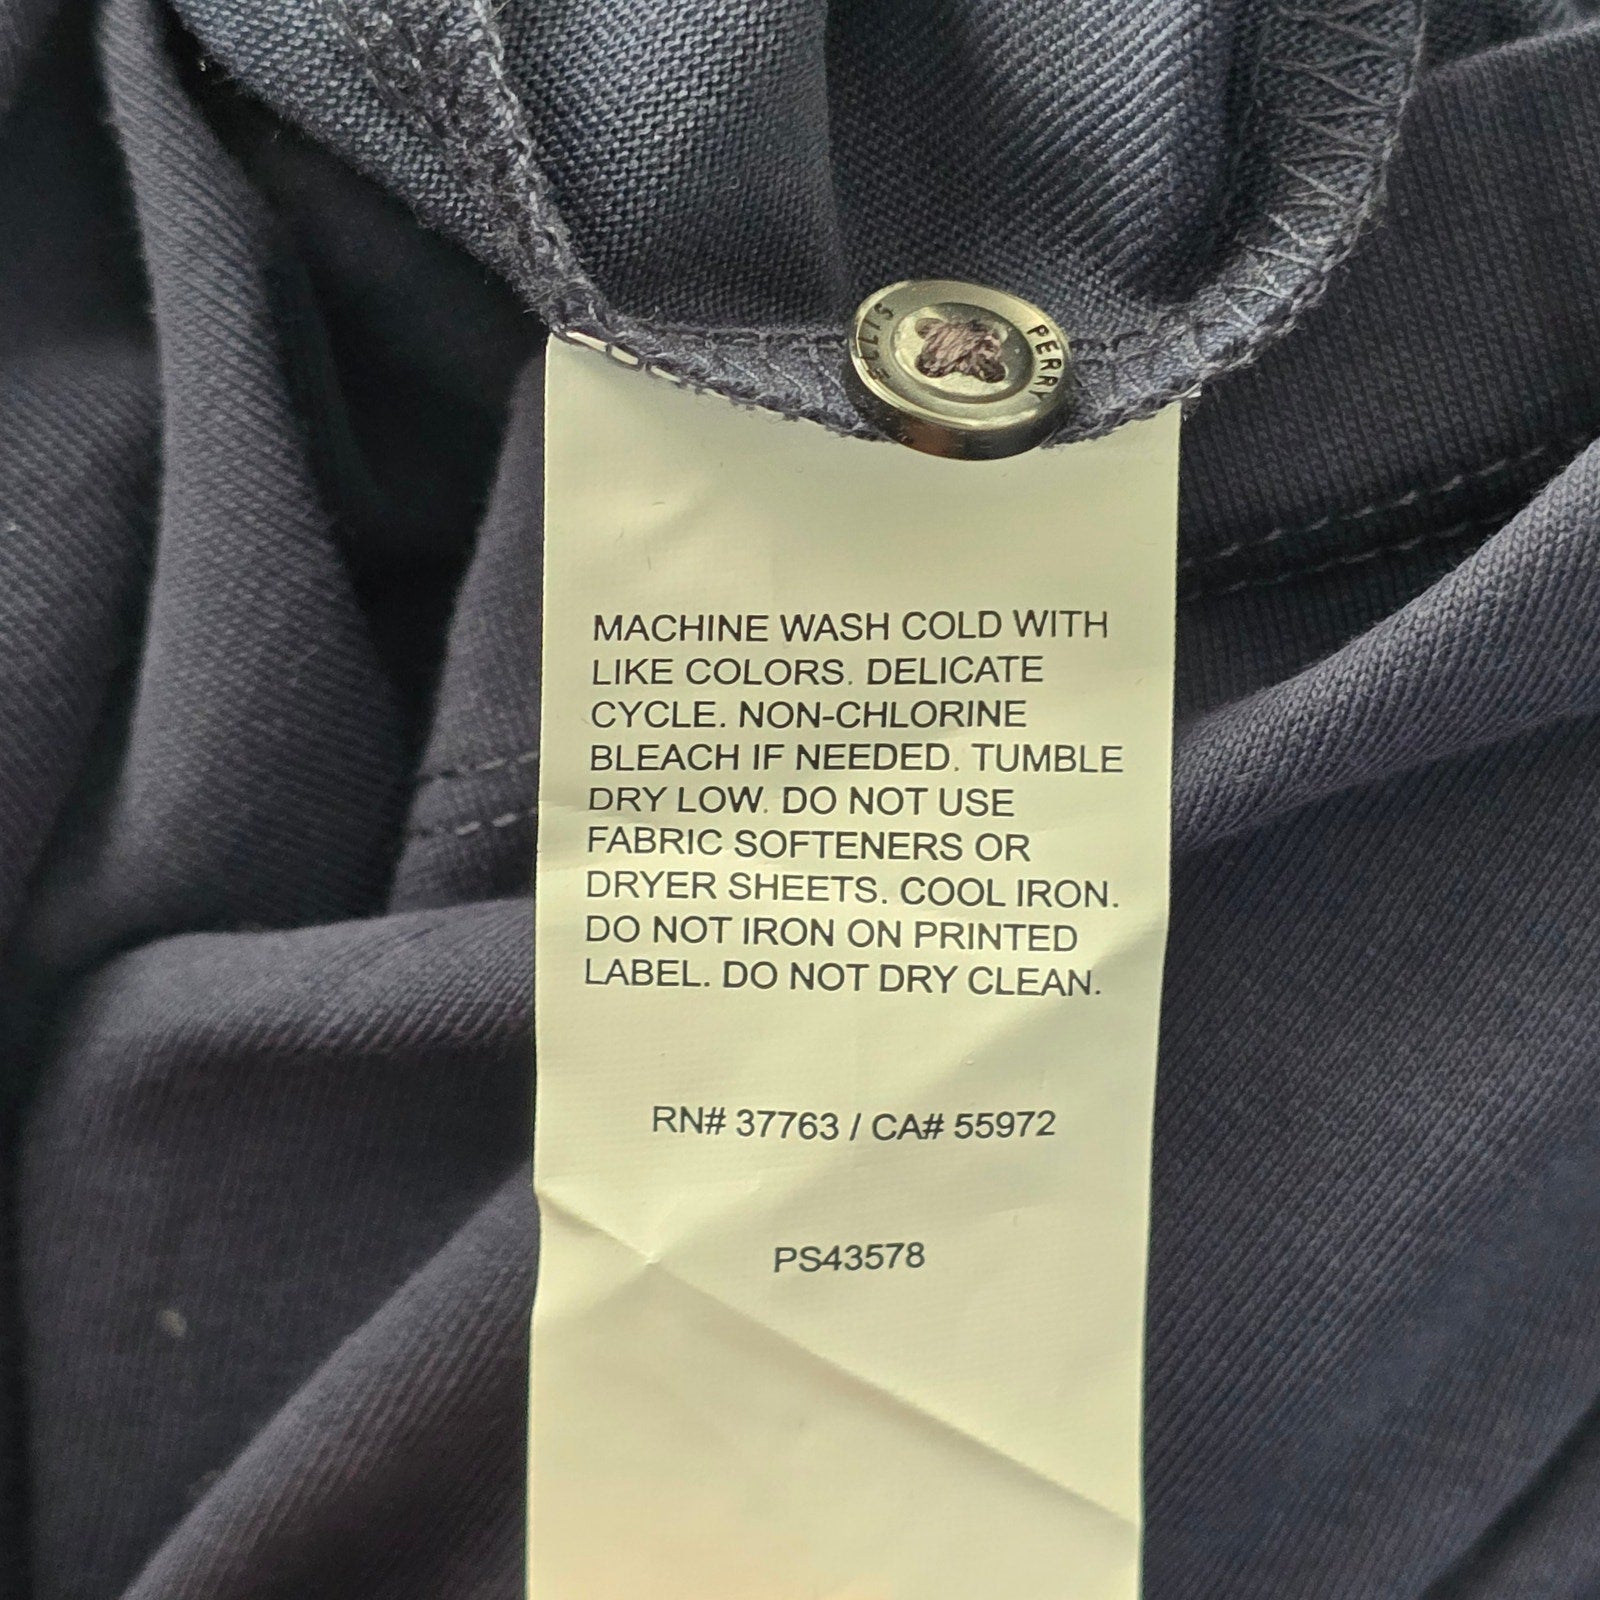 PERRY
ELLIS
MACHINE WASH COLD WITH
LIKE COLORS. DELICATE
CYCLE. NON-CHLORINE
BLEACH IF NEEDED. TUMBLE
DRY LOW. DO NOT USE
FABRIC SOFTENERS OR
DRYER SHEETS. COOL IRON.
DO NOT IRON ON PRINTED
LABEL. DO NOT DRY CLEAN.
RN# 37763 / CA# 55972
PS43578